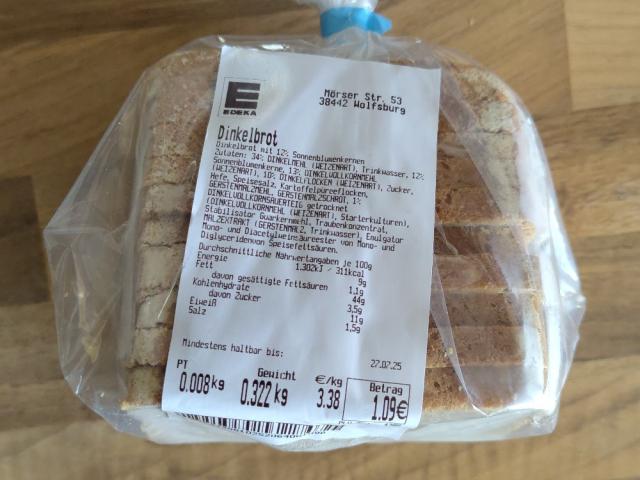 E
EDEKA
Mörser Str. 53
38442 Wolfsburg
Dinkelbrot
Dinkelbrot mit 12% Sonnenblumenkernen
Zutaten: 34% DINKELMEHL (WEIZENART), Trinkwasser, 12%
Sonnenblumenkerne, 13% DINKELVOLLKORNMEHL
(WEIZENART), 10% DINKELFLOCKEN (WEIZENART), Zucker,
Hefe, Speisesalz, Kartoffelpüreeflocken,
GERSTENMALZMEHL, GERSTENMALZSCHROT, 1%
DINKELVOLLKORNSAUERTEIG getrocknet
(DINKELVOLLKORNMEHL (WEIZENART), Starterkulturen),
Stabilisator Guarkernmehl, Traubenkonzentrat,
MALZEXTRAKT (GERSTENMALZ, Trinkwasser), Emulgator
Mono- und Diacetylweinsäureester von Mono- und
Diglyceriden von Speisefettsäuren.
Durchschnittliche Nährwertangaben je 100g
Energie 1.302kJ / 311kcal
Fett 9g
davon gesättigte Fettsäuren 1,1g
Kohlenhydrate 44g
davon Zucker 3,5g
Eiweiß 11g
Salz 1,5g
Mindestens haltbar bis: 27.07.25
PT Gewicht €/kg Betrag
0.008kg 0.322kg 3.38 1.09€